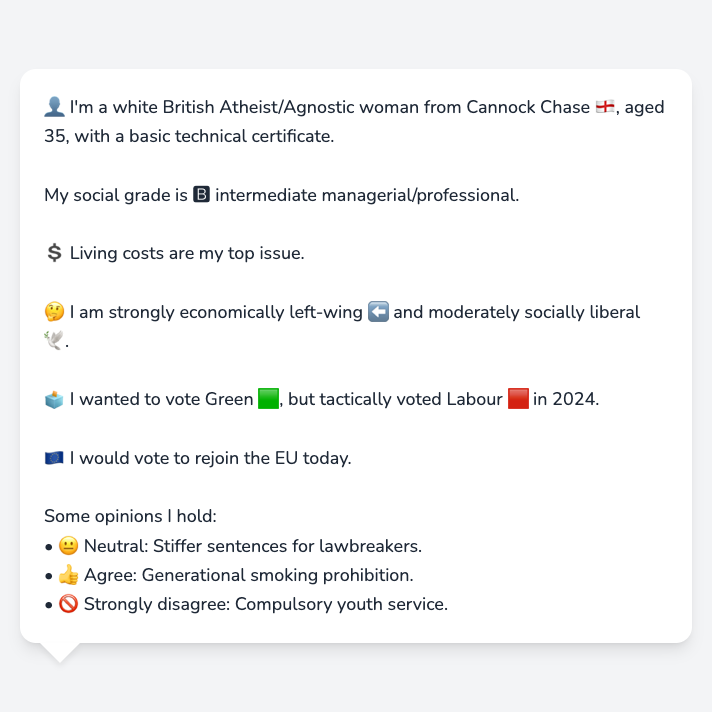 👤 I'm a white British Atheist/Agnostic woman from Cannock Chase 🏴󠁧󠁢󠁥󠁮󠁧󠁿, aged
35, with a basic technical certificate.
My social grade is 🅱 intermediate managerial/professional.
💲 Living costs are my top issue.
🤔 I am strongly economically left-wing ⬅️ and moderately socially liberal
🕊️.
🗳️ I wanted to vote Green 🟩, but tactically voted Labour 🟥 in 2024.
🇪🇺 I would vote to rejoin the EU today.
Some opinions I hold:
• 😐 Neutral: Stiffer sentences for lawbreakers.
• 👍 Agree: Generational smoking prohibition.
• 🚫 Strongly disagree: Compulsory youth service.